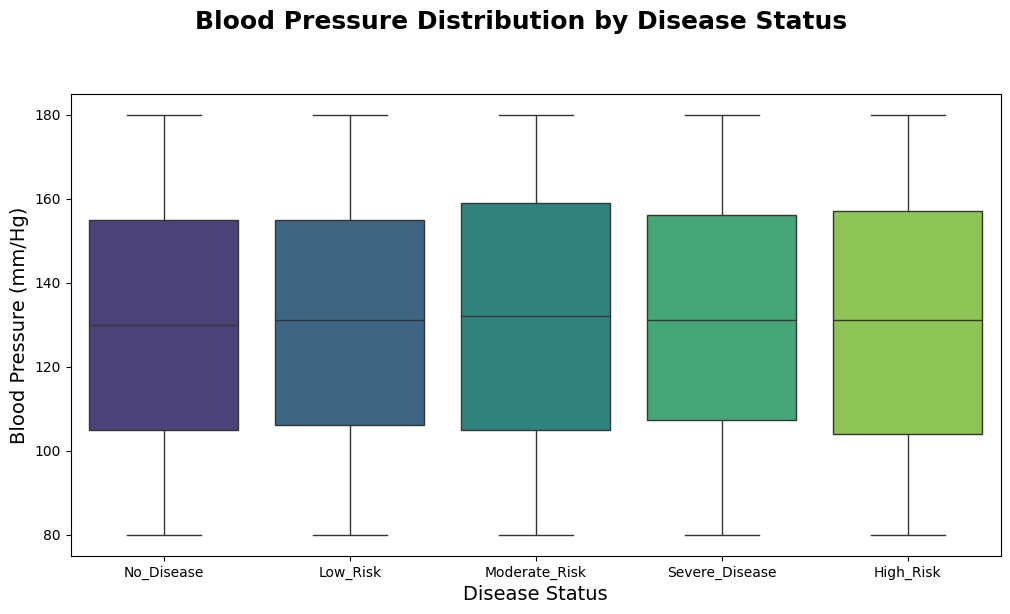 Blood Pressure Distribution by Disease Status
Blood Pressure (mm/Hg)
180
160
140
120
100
80
No_Disease
Low_Risk
Moderate_Risk
Severe_Disease
High_Risk
Disease Status